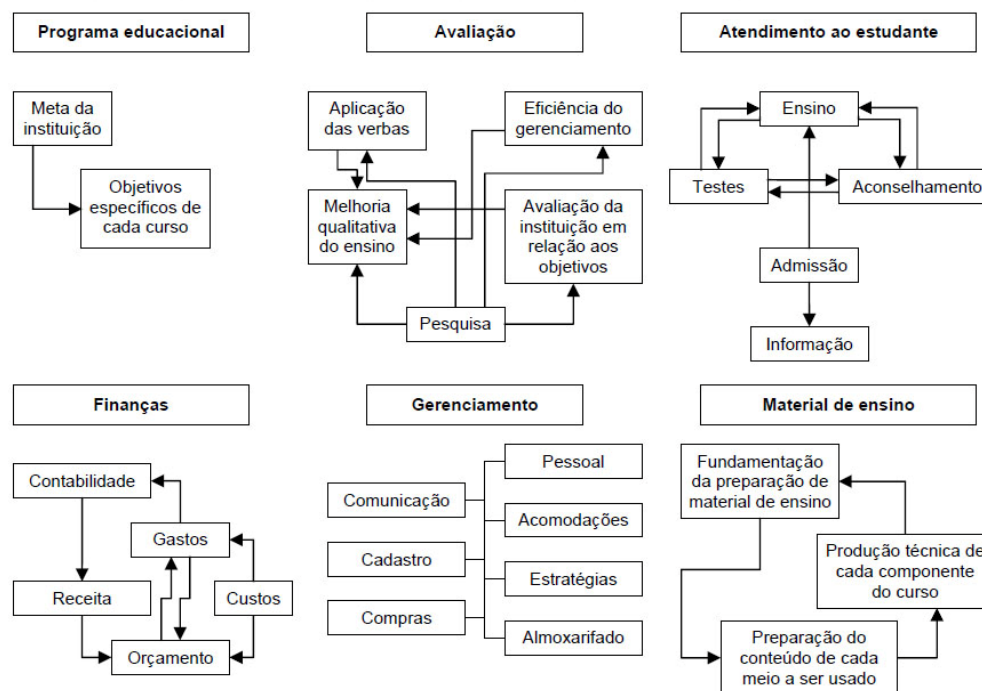 Programa educacional
Avaliação
Atendimento ao estudante
Meta da
instituição
Objetivos
específicos de
cada curso
Aplicação
das verbas
Eficiência do
gerenciamento
Melhoria
qualitativa
do ensino
Avaliação da
instituição em
relação aos
objetivos
Pesquisa
Ensino
Testes
Aconselhamento
Admissão
Informação
Finanças
Gerenciamento
Material de ensino
Contabilidade
Gastos
Receita
Custos
Orçamento
Comunicação
Cadastro
Compras
Pessoal
Acomodações
Estratégias
Almoxarifado
Fundamentação
da preparação de
material de ensino
Produção técnica de
cada componente
do curso
Preparação do
conteúdo de cada
meio a ser usado